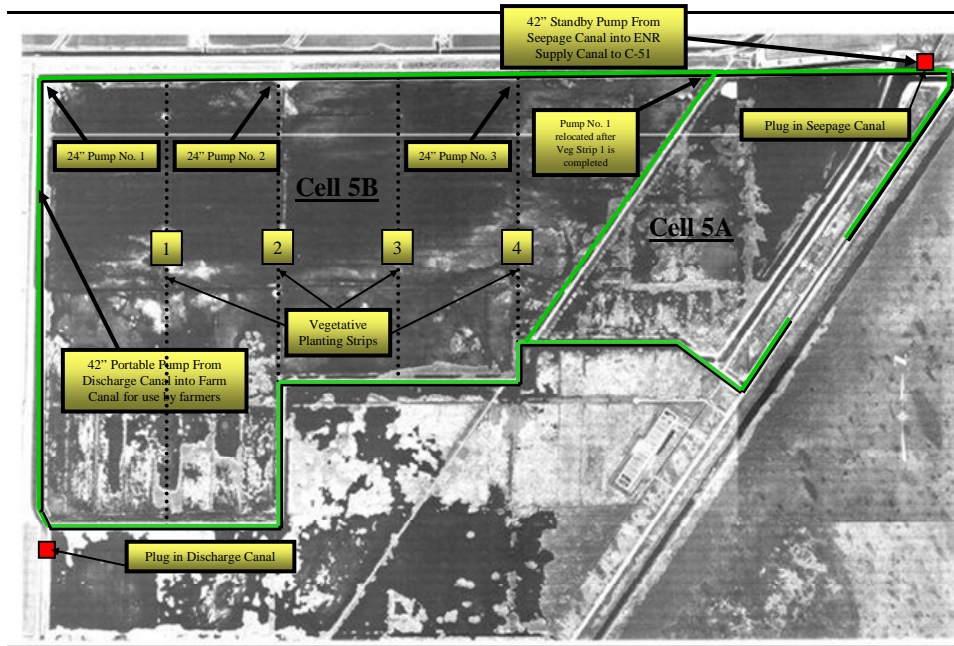 42” Standby Pump From
Seepage Canal into ENR
Supply Canal to C-51
24” Pump No. 1
24” Pump No. 2
24” Pump No. 3
Pump No. 1
relocated after
Veg Strip 1 is
completed
Plug in Seepage Canal
Cell 5B
Cell 5A
1
2
3
4
Vegetative
Planting Strips
42” Portable Pump From
Discharge Canal into Farm
Canal for use by farmers
Plug in Discharge Canal